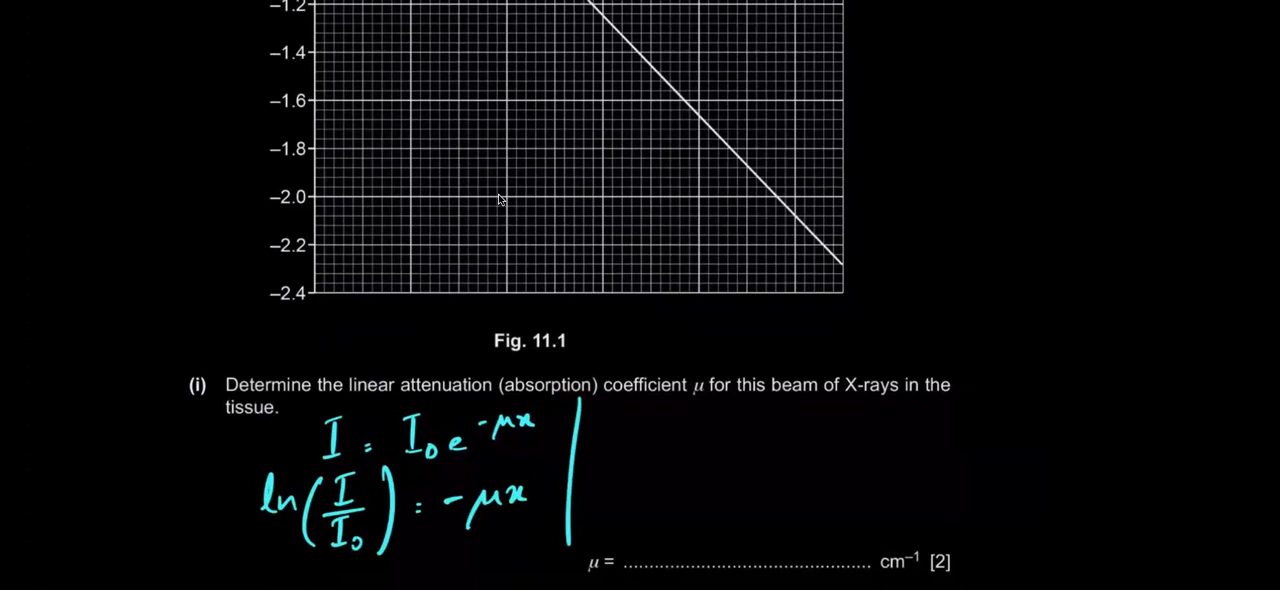 −1.2
−1.4
−1.6
−1.8
−2.0
−2.2
−2.4
Fig. 11.1
(i) Determine the linear attenuation (absorption) coefficient μ for this beam of X-rays in the
tissue.
I = I₀e^-μx
ln(I/I₀) = -μx
μ = ................................................ cm⁻¹ [2]